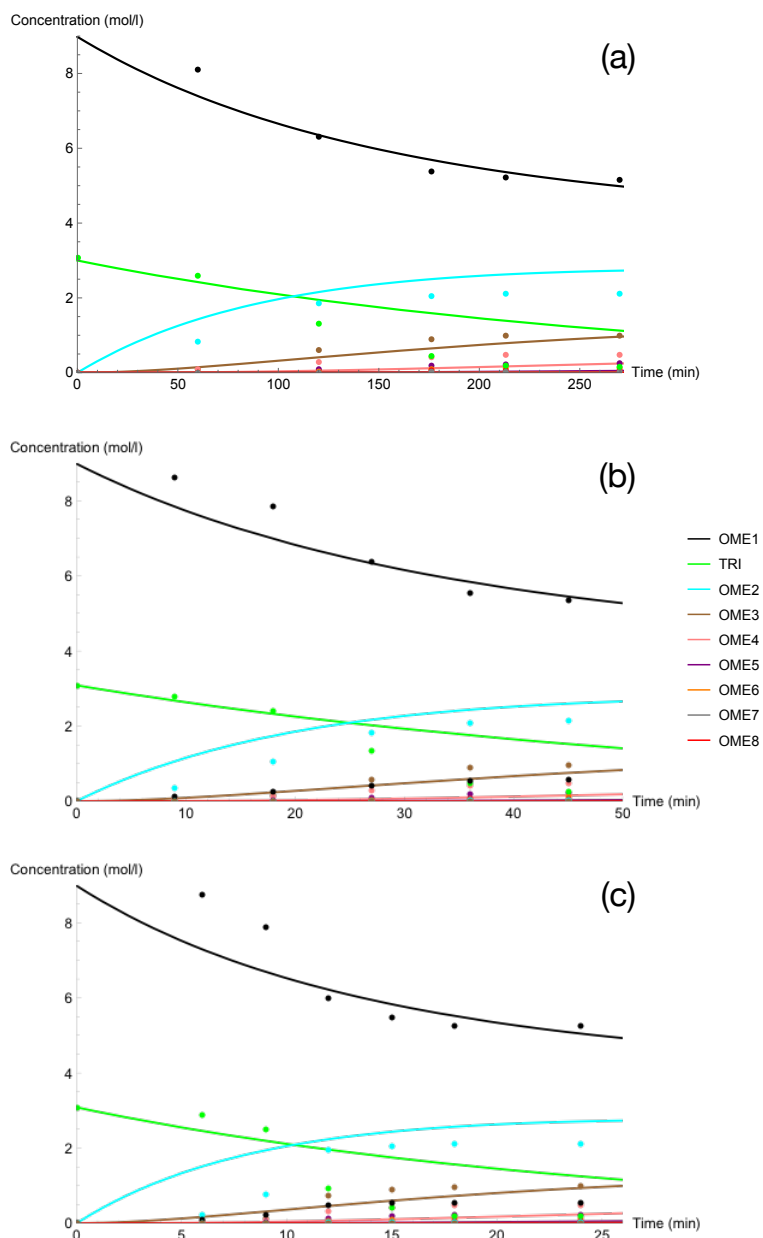 Concentration (mol/l)
(a)
8
6
4
2
0
0 50 100 150 200 250 Time (min)
Concentration (mol/l)
(b)
8
6
4
2
0
0 10 20 30 40 50 Time (min)
OME1
TRI
OME2
OME3
OME4
OME5
OME6
OME7
OME8
Concentration (mol/l)
(c)
8
6
4
2
0
0 5 10 15 20 25 Time (min)